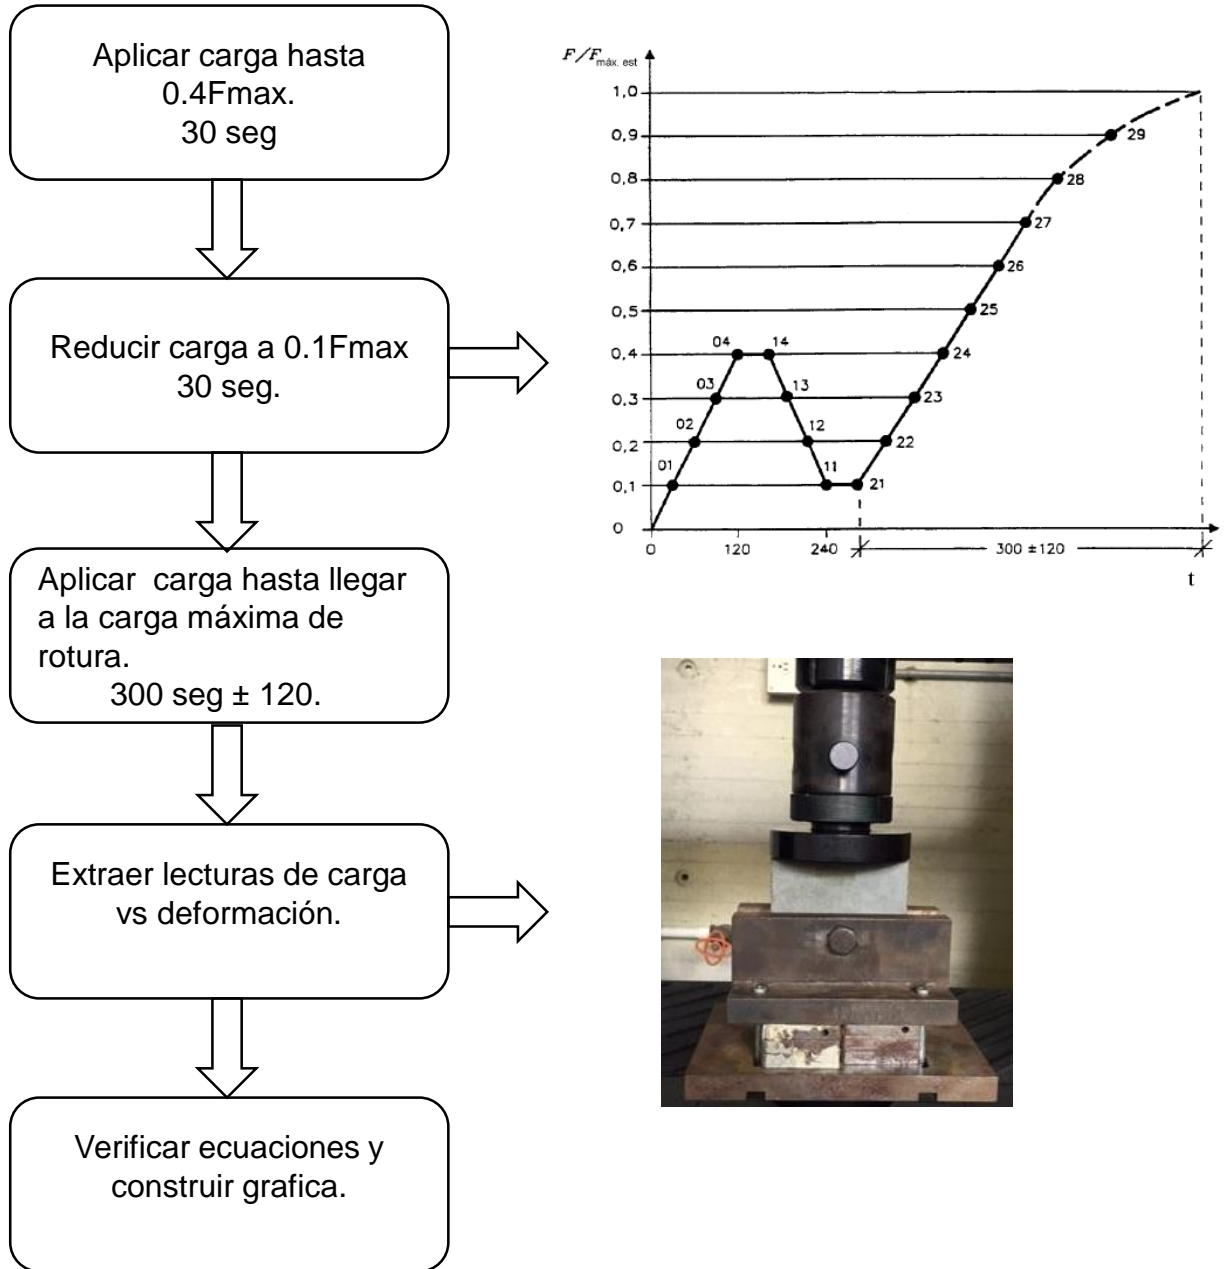 Aplicar carga hasta
0.4Fmax.
30 seg
Reducir carga a 0.1Fmax
30 seg.
Aplicar carga hasta llegar
a la carga máxima de
rotura.
300 seg ± 120.
Extraer lecturas de carga
vs deformación.
Verificar ecuaciones y
construir grafica.
F/Fmáx. est
1,0
0,9
29
0,8
28
0,7
27
0,6
26
0,5
25
0,4
04
14
24
0,3
03
13
23
0,2
02
12
22
0,1
01
11
21
0
0
120
240
300 ±120
t